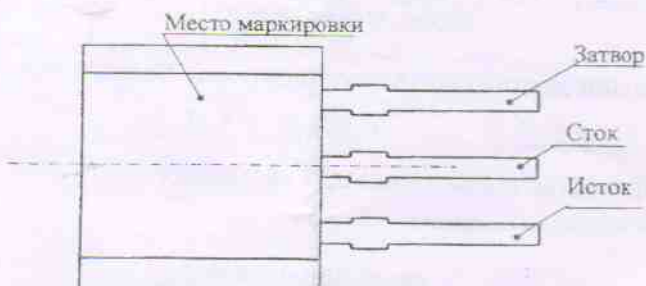 Место маркировки
Затвор
Сток
Исток